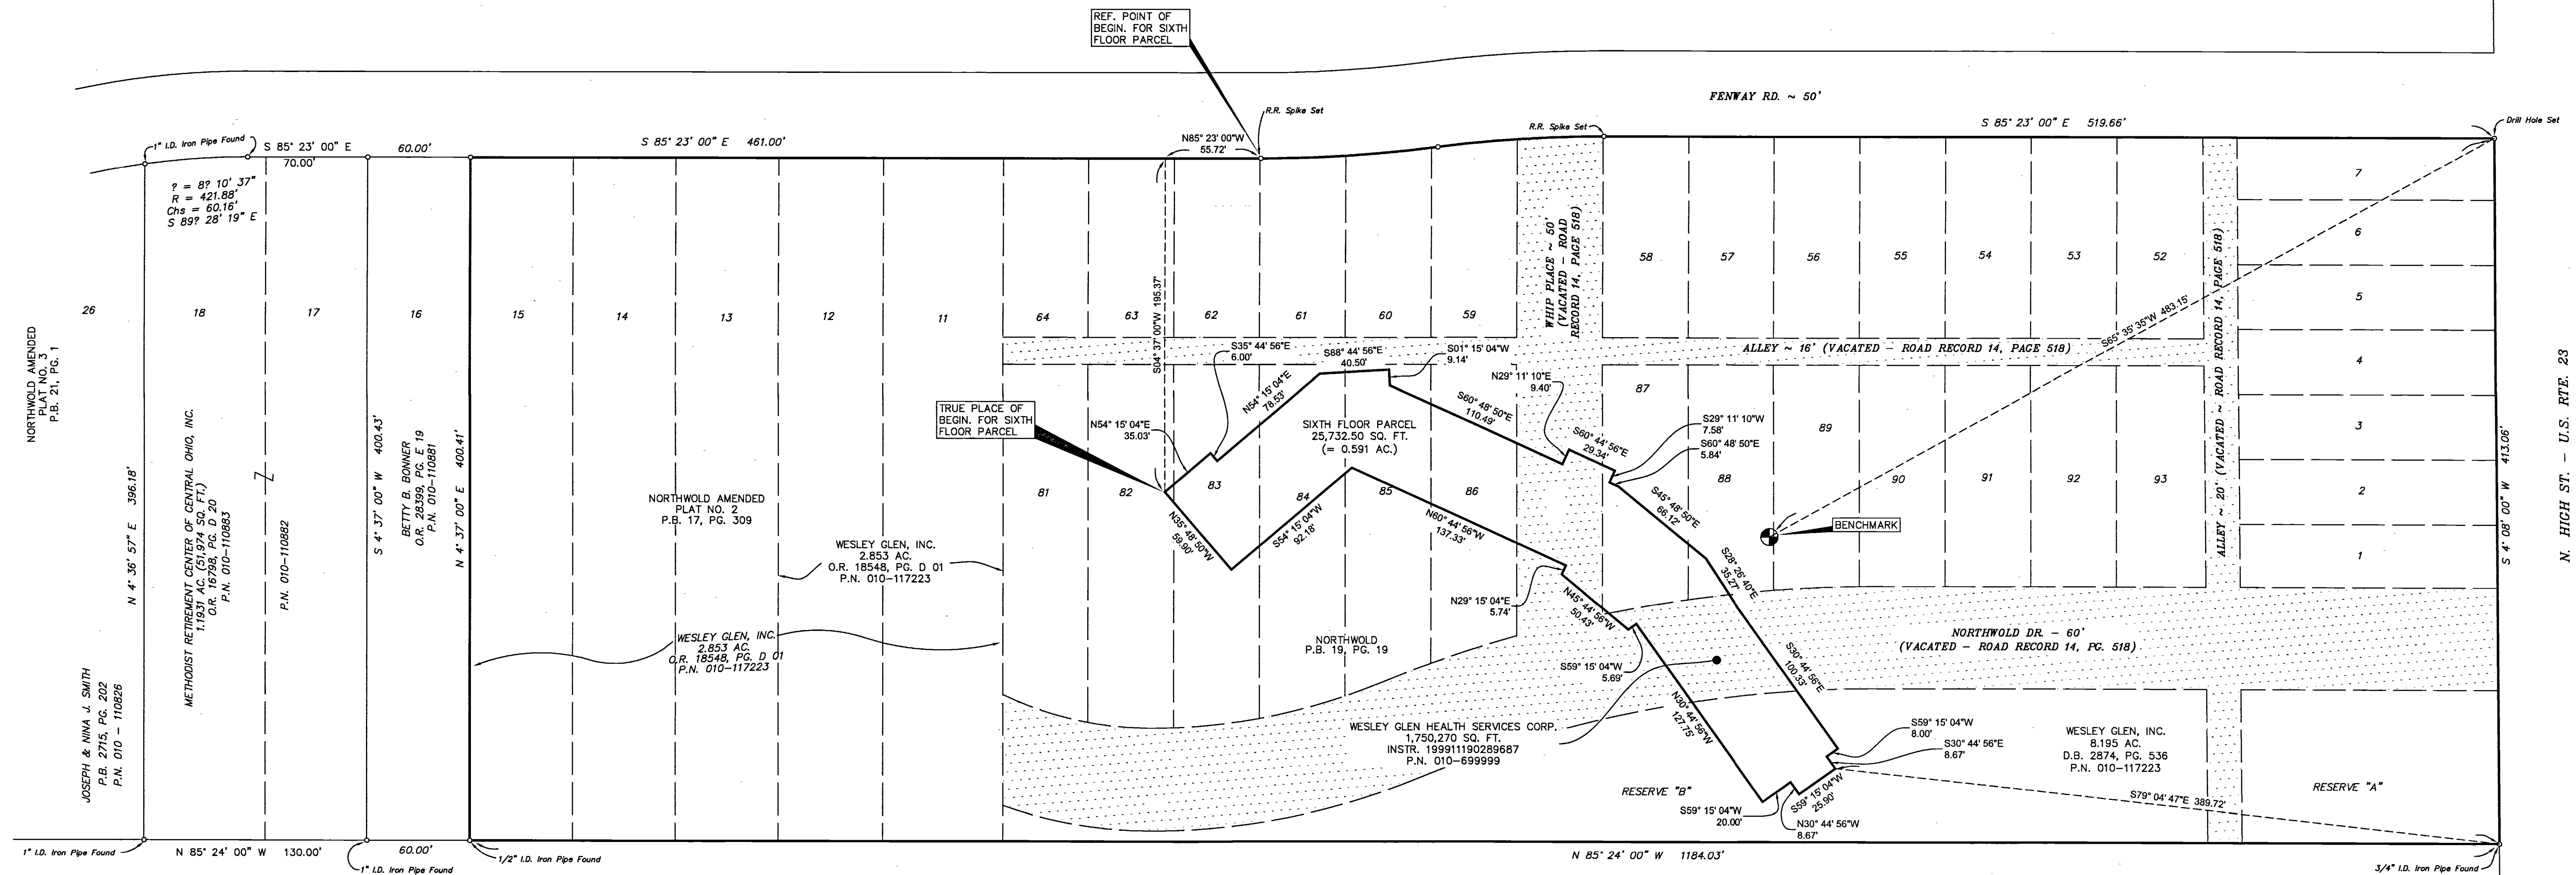 REF. POINT OF
BEGIN. FOR SIXTH
FLOOR PARCEL
FENWAY RD. ~ 50'
R.R. Spike Set
R.R. Spike Set
S 85° 23' 00" E 519.66'
Drill Hole Set
1" I.D. Iron Pipe Found
S 85° 23' 00" E
70.00'
60.00'
S 85° 23' 00" E 461.00'
N85° 23' 00"W
55.72'
? = 8? 10' 37"
R = 421.88'
Chs = 60.16'
S 89? 28' 19" E
26
18
17
16
15
14
13
12
11
64
63
62
61
60
59
58
57
56
55
54
53
52
7
6
5
4
3
2
1
NORTHWOLD AMENDED
PLAT NO. 3
P.B. 21, PG. 1
N 4° 36' 57" E 396.18'
JOSEPH & NINA J. SMITH
P.B. 2715, PG. 202
P.N. 010 - 110826
METHODIST RETIREMENT CENTER OF CENTRAL OHIO, INC.
1.1931 AC. (51,974 SQ. FT.)
O.R. 16798, PG. D 20
P.N. 010-110883
P.N. 010-110882
S 4° 37' 00" W 400.43'
BETTY B. BONNER
O.R. 28399, PG. E 19
P.N. 010-110881
N 4° 37' 00" E 400.41'
NORTHWOLD AMENDED
PLAT NO. 2
P.B. 17, PG. 309
WESLEY GLEN, INC.
2.853 AC.
O.R. 18548, PG. D 01
P.N. 010-117223
WESLEY GLEN, INC.
2.853 AC.
O.R. 18548, PG. D 01
P.N. 010-117223
S04° 37' 00"W 195.37'
TRUE PLACE OF
BEGIN. FOR SIXTH
FLOOR PARCEL
N54° 15' 04"E
35.03'
S35° 44' 56"E
6.00'
N54° 15' 04"E
78.53'
S88° 44' 56"E
40.50'
S01° 15' 04"W
9.14'
S60° 48' 50"E
110.49'
N29° 11' 10"E
9.40'
S60° 44' 56"E
29.34'
S29° 11' 10"W
7.58'
S60° 48' 50"E
5.84'
S45° 48' 50"E
66.12'
S28° 26' 40"E
35.27'
S30° 44' 56"E
100.33'
S59° 15' 04"W
8.00'
S30° 44' 56"E
8.67'
S59° 15' 04"W
25.90'
N30° 44' 56"W
8.67'
S59° 15' 04"W
20.00'
N30° 44' 56"W
127.75'
S59° 15' 04"W
5.69'
N45° 44' 56"W
50.43'
N29° 15' 04"E
5.74'
N60° 44' 56"W
137.33'
S54° 15' 04"W
92.18'
N35° 48' 50"W
59.90'
SIXTH FLOOR PARCEL
25,732.50 SQ. FT.
(= 0.591 AC.)
81
82
83
84
85
86
87
88
89
90
91
92
93
WHIP PLACE ~ 50'
(VACATED - ROAD
RECORD 14, PAGE 518)
ALLEY ~ 16' (VACATED - ROAD RECORD 14, PAGE 518)
ALLEY ~ 20' (VACATED ~ ROAD RECORD 14, PAGE 518)
S65° 35' 35"W 483.15'
BENCHMARK
NORTHWOLD
P.B. 19, PG. 19
NORTHWOLD DR. - 60'
(VACATED - ROAD RECORD 14, PG. 518)
WESLEY GLEN HEALTH SERVICES CORP.
1,750,270 SQ. FT.
INSTR. 199911190289687
P.N. 010-699999
WESLEY GLEN, INC.
8.195 AC.
D.B. 2874, PG. 536
P.N. 010-117223
RESERVE "B"
RESERVE "A"
S79° 04' 47"E 389.72'
S 4° 08' 00" W 413.06'
N. HIGH ST. - U.S. RTE. 23
1" I.D. Iron Pipe Found
N 85° 24' 00" W 130.00'
60.00'
1" I.D. Iron Pipe Found
1/2" I.D. Iron Pipe Found
N 85° 24' 00" W 1184.03'
3/4" I.D. Iron Pipe Found